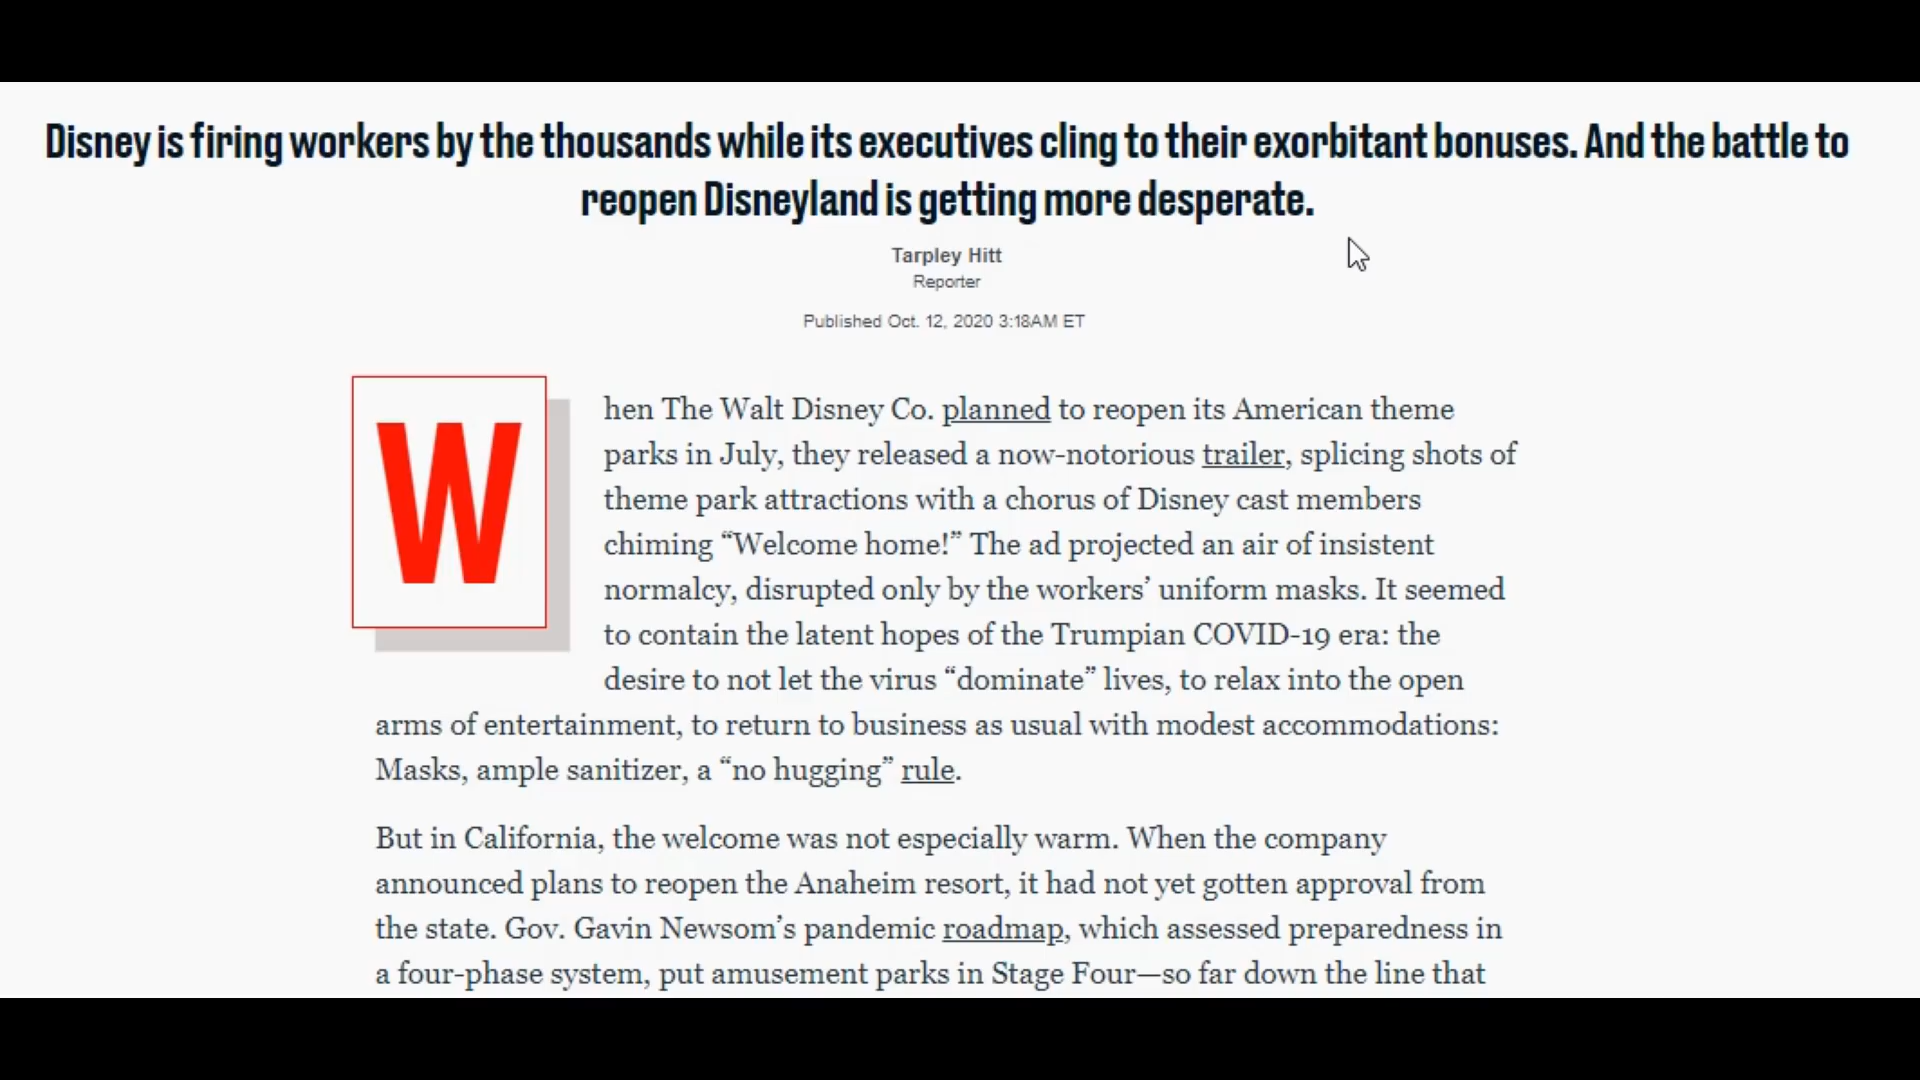 Disney is firing workers by the thousands while its executives cling to their exorbitant bonuses. And the battle to
reopen Disneyland is getting more desperate.
Tarpley Hitt
Reporter
Published Oct. 12, 2020 3:18AM ET
W
hen The Walt Disney Co. planned to reopen its American theme
parks in July, they released a now-notorious trailer, splicing shots of
theme park attractions with a chorus of Disney cast members
chiming “Welcome home!” The ad projected an air of insistent
normalcy, disrupted only by the workers’ uniform masks. It seemed
to contain the latent hopes of the Trumpian COVID-19 era: the
desire to not let the virus “dominate” lives, to relax into the open
arms of entertainment, to return to business as usual with modest accommodations:
Masks, ample sanitizer, a “no hugging” rule.
But in California, the welcome was not especially warm. When the company
announced plans to reopen the Anaheim resort, it had not yet gotten approval from
the state. Gov. Gavin Newsom’s pandemic roadmap, which assessed preparedness in
a four-phase system, put amusement parks in Stage Four—so far down the line that